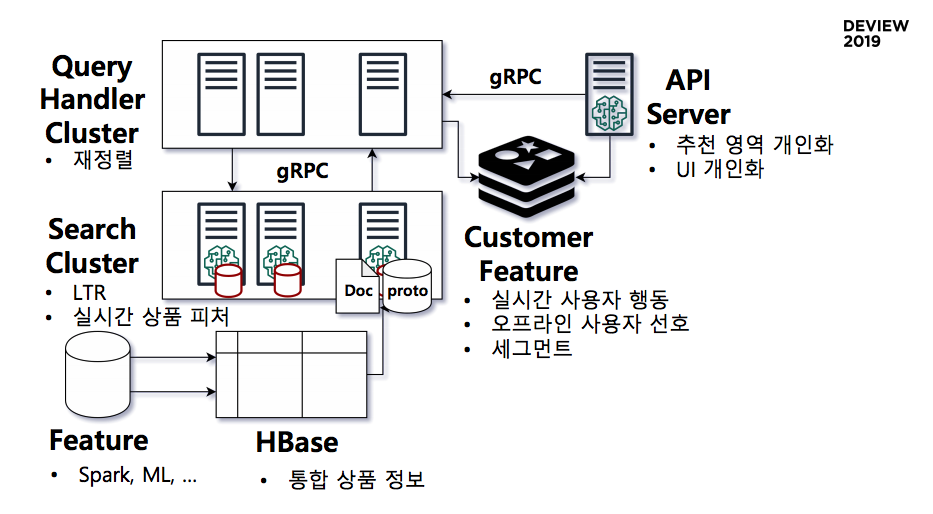 DEVIEW
2019
Query
Handler
Cluster
• 재정렬
gRPC
API
Server
• 추천 영역 개인화
• UI 개인화
gRPC
Search
Cluster
• LTR
• 실시간 상품 피처
Doc
proto
Customer
Feature
• 실시간 사용자 행동
• 오프라인 사용자 선호
• 세그먼트
Feature
• Spark, ML, ...
HBase
• 통합 상품 정보